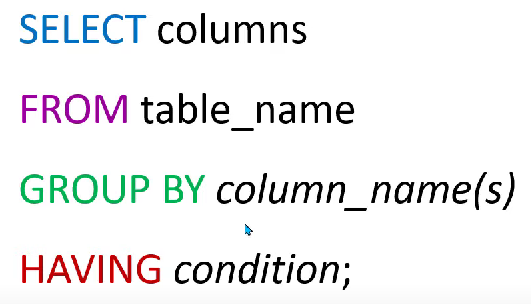 SELECT columns
FROM table_name
GROUP BY column_name(s)
HAVING condition;